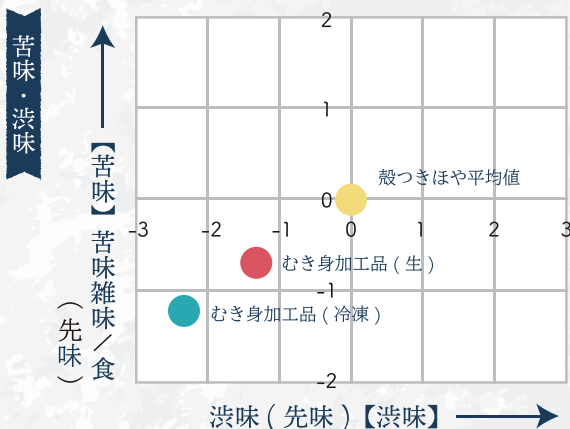 苦味・渋味
【苦味】苦味雑味／食
（先味）
2
1
殻つきほや平均値
0
-3 -2 -1 0 1 2 3
むき身加工品(生)
-1
むき身加工品(冷凍)
-2
渋味(先味)【渋味】